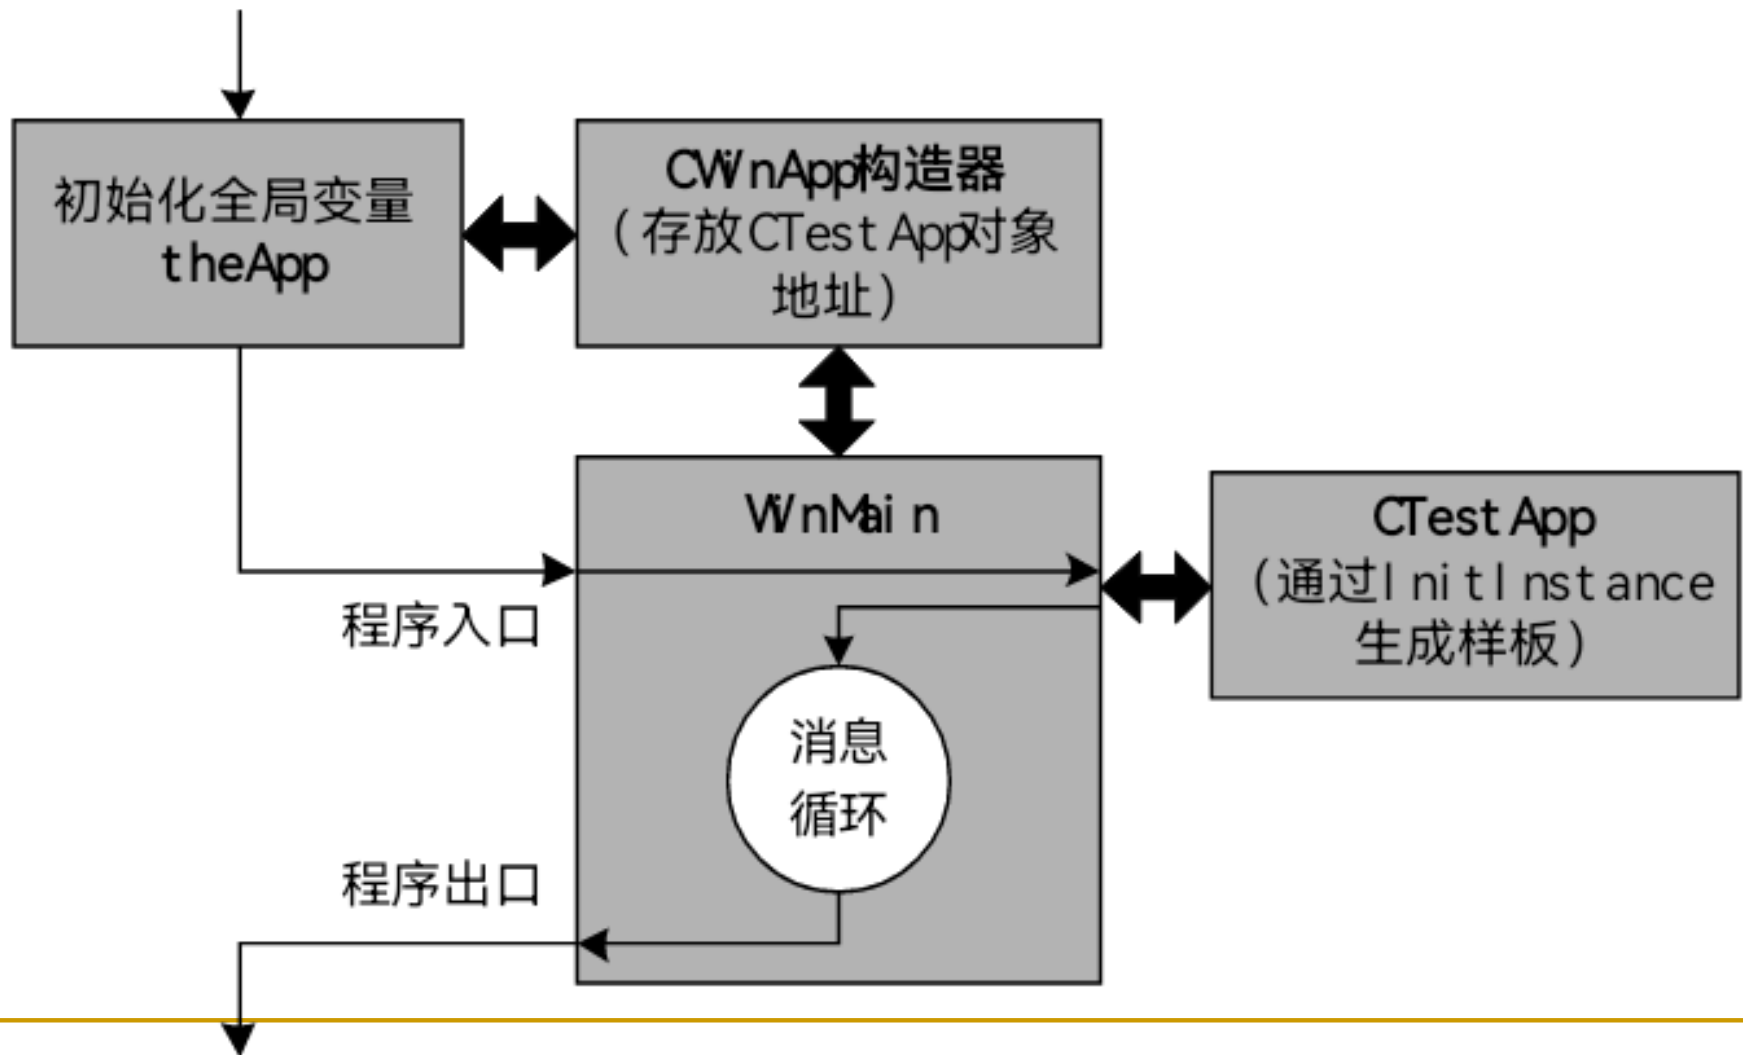 初始化全局变量
theApp
CWinApp构造器
（存放CTestApp对象
地址）
WinMain
程序入口
CTestApp
（通过InitInstance
生成样板）
消息
循环
程序出口